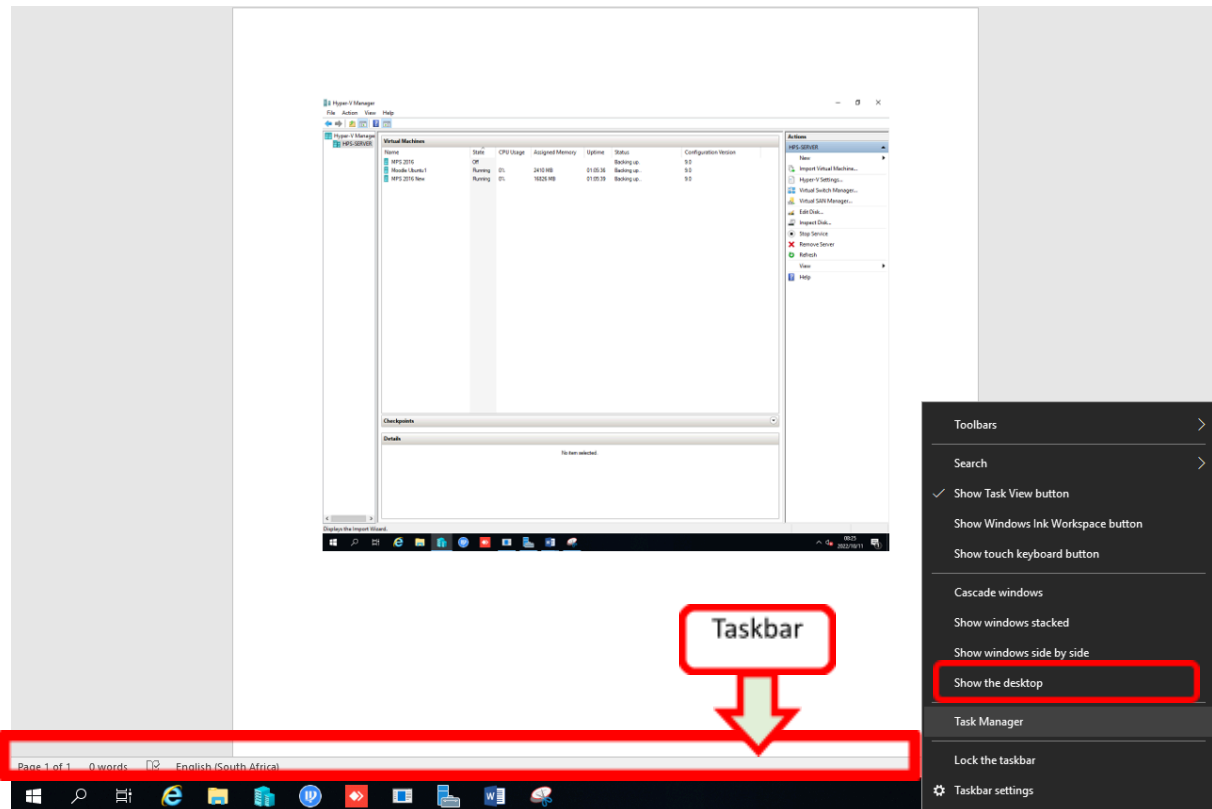 Hyper-V Manager
File Action View Help
Hyper-V Manage
HPS-SERVER
Virtual Machines
Name State CPU Usage Assigned Memory Uptime Status Configuration Version
MPS 2016 Off Backing up.. 9.0
Moodle Ubuntu1 Running 0% 2410 MB 01:05:36 Backing up.. 9.0
MPS 2016 New Running 0% 16826 MB 01:05:39 Backing up.. 9.0
Checkpoints
Details
No item selected.
Actions
HPS-SERVER
New
Import Virtual Machine...
Hyper-V Settings...
Virtual Switch Manager...
Virtual SAN Manager...
Edit Disk...
Inspect Disk...
Stop Service
Remove Server
Refresh
View
Help
Displays the Import Wizard.
08:25
2022/10/11
Taskbar
Toolbars
Search
Show Task View button
Show Windows Ink Workspace button
Show touch keyboard button
Cascade windows
Show windows stacked
Show windows side by side
Show the desktop
Task Manager
Lock the taskbar
Taskbar settings
Page 1 of 1 0 words English (South Africa)